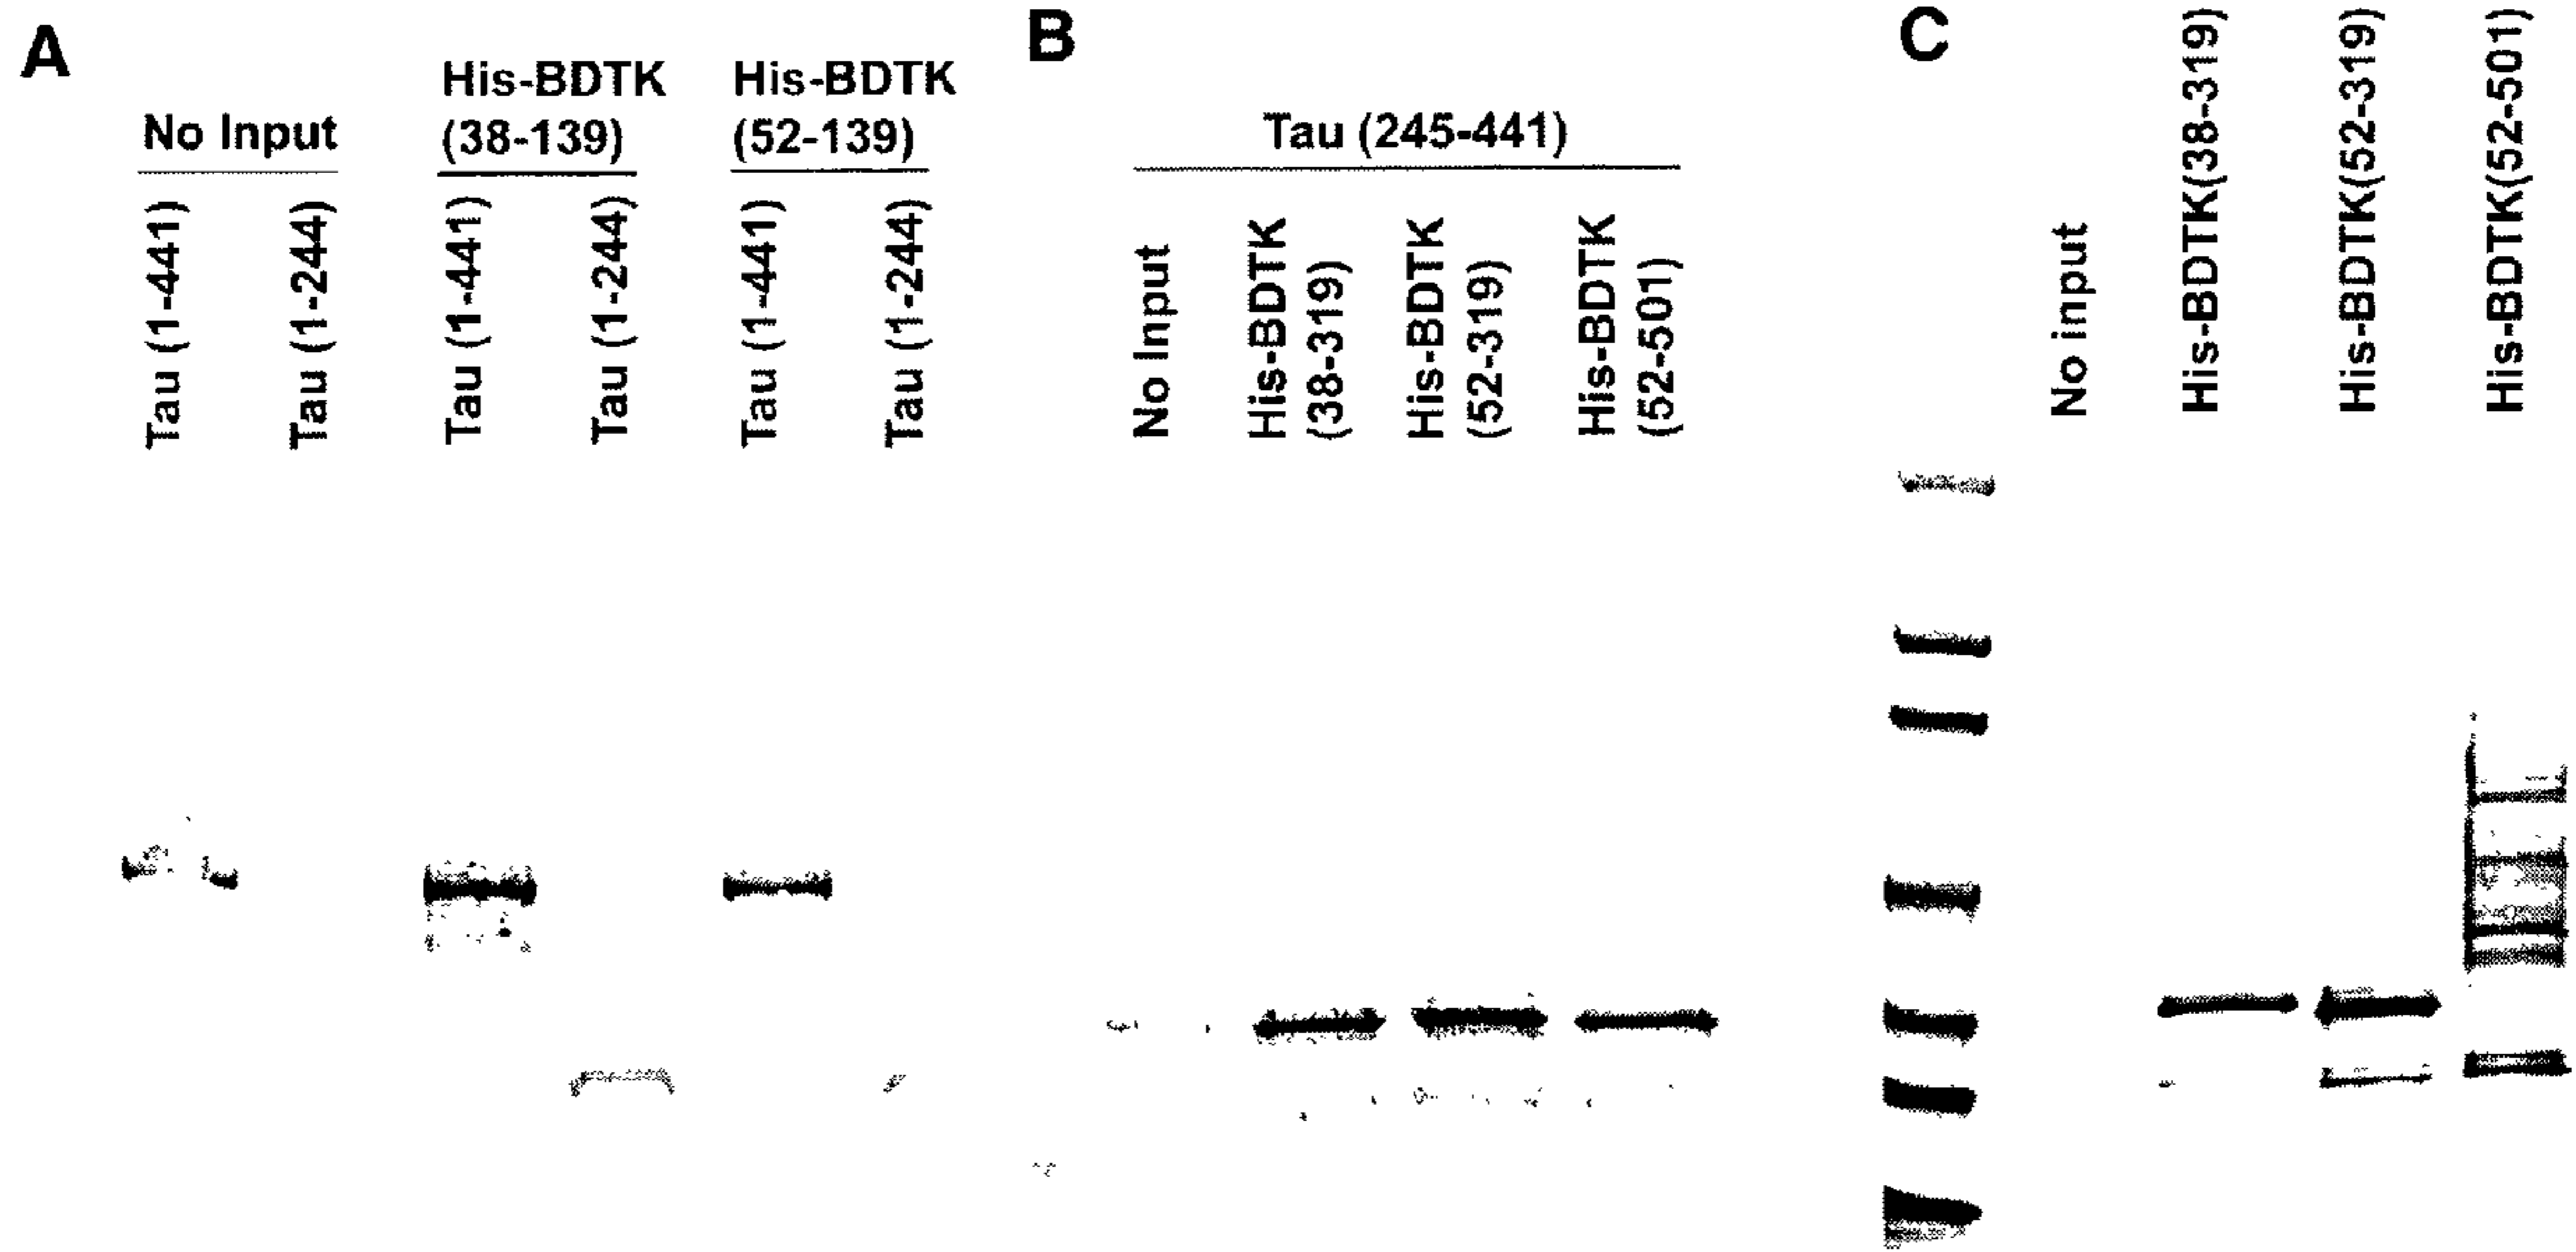 A
No Input
His-BDTK
(38-139)
His-BDTK
(52-139)
Tau (1-441)
Tau (1-244)
Tau (1-441)
Tau (1-244)
Tau (1-441)
Tau (1-244)
B
Tau (245-441)
No Input
His-BDTK
(38-319)
His-BDTK
(52-319)
His-BDTK
(52-501)
C
No input
His-BDTK(38-319)
His-BDTK(52-319)
His-BDTK(52-501)